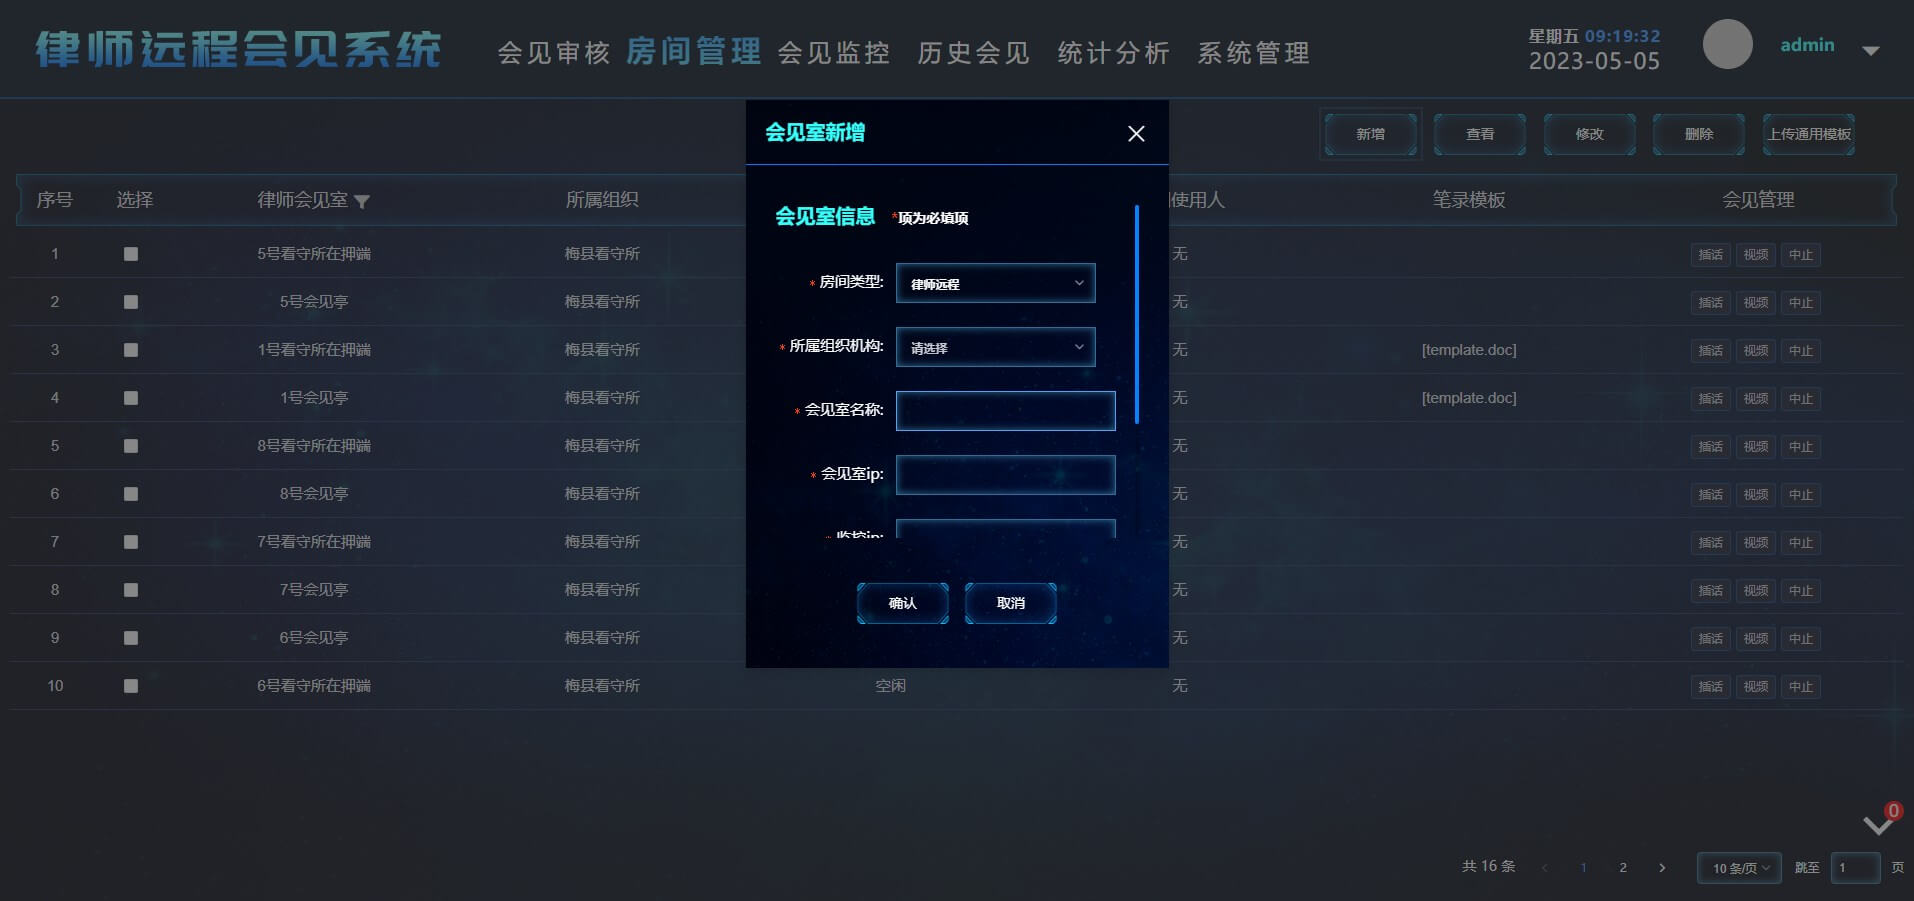 律师远程会见系统
会见审核 房间管理 会见监控 历史会见 统计分析 系统管理
星期五 09:19:32
2023-05-05
admin
新增 查看 修改 删除 上传通用模板
会见室新增
序号 选择 律师会见室 所属组织 使用人 笔录模板 会见管理
会见室信息 *项为必填项
* 房间类型: 律师远程
* 所属组织机构: 请选择
* 会见室名称:
* 会见室ip:
* 监控ip:
确认 取消
1 5号看守所在押端 梅县看守所 无 插话 视频 中止
2 5号会见亭 梅县看守所 无 插话 视频 中止
3 1号看守所在押端 梅县看守所 无 [template.doc] 插话 视频 中止
4 1号会见亭 梅县看守所 无 [template.doc] 插话 视频 中止
5 8号看守所在押端 梅县看守所 无 插话 视频 中止
6 8号会见亭 梅县看守所 无 插话 视频 中止
7 7号看守所在押端 梅县看守所 无 插话 视频 中止
8 7号会见亭 梅县看守所 无 插话 视频 中止
9 6号会见亭 梅县看守所 无 插话 视频 中止
10 6号看守所在押端 梅县看守所 空闲 无 插话 视频 中止
0
共 16 条 < 1 2 > 10 条/页 跳至 1 页